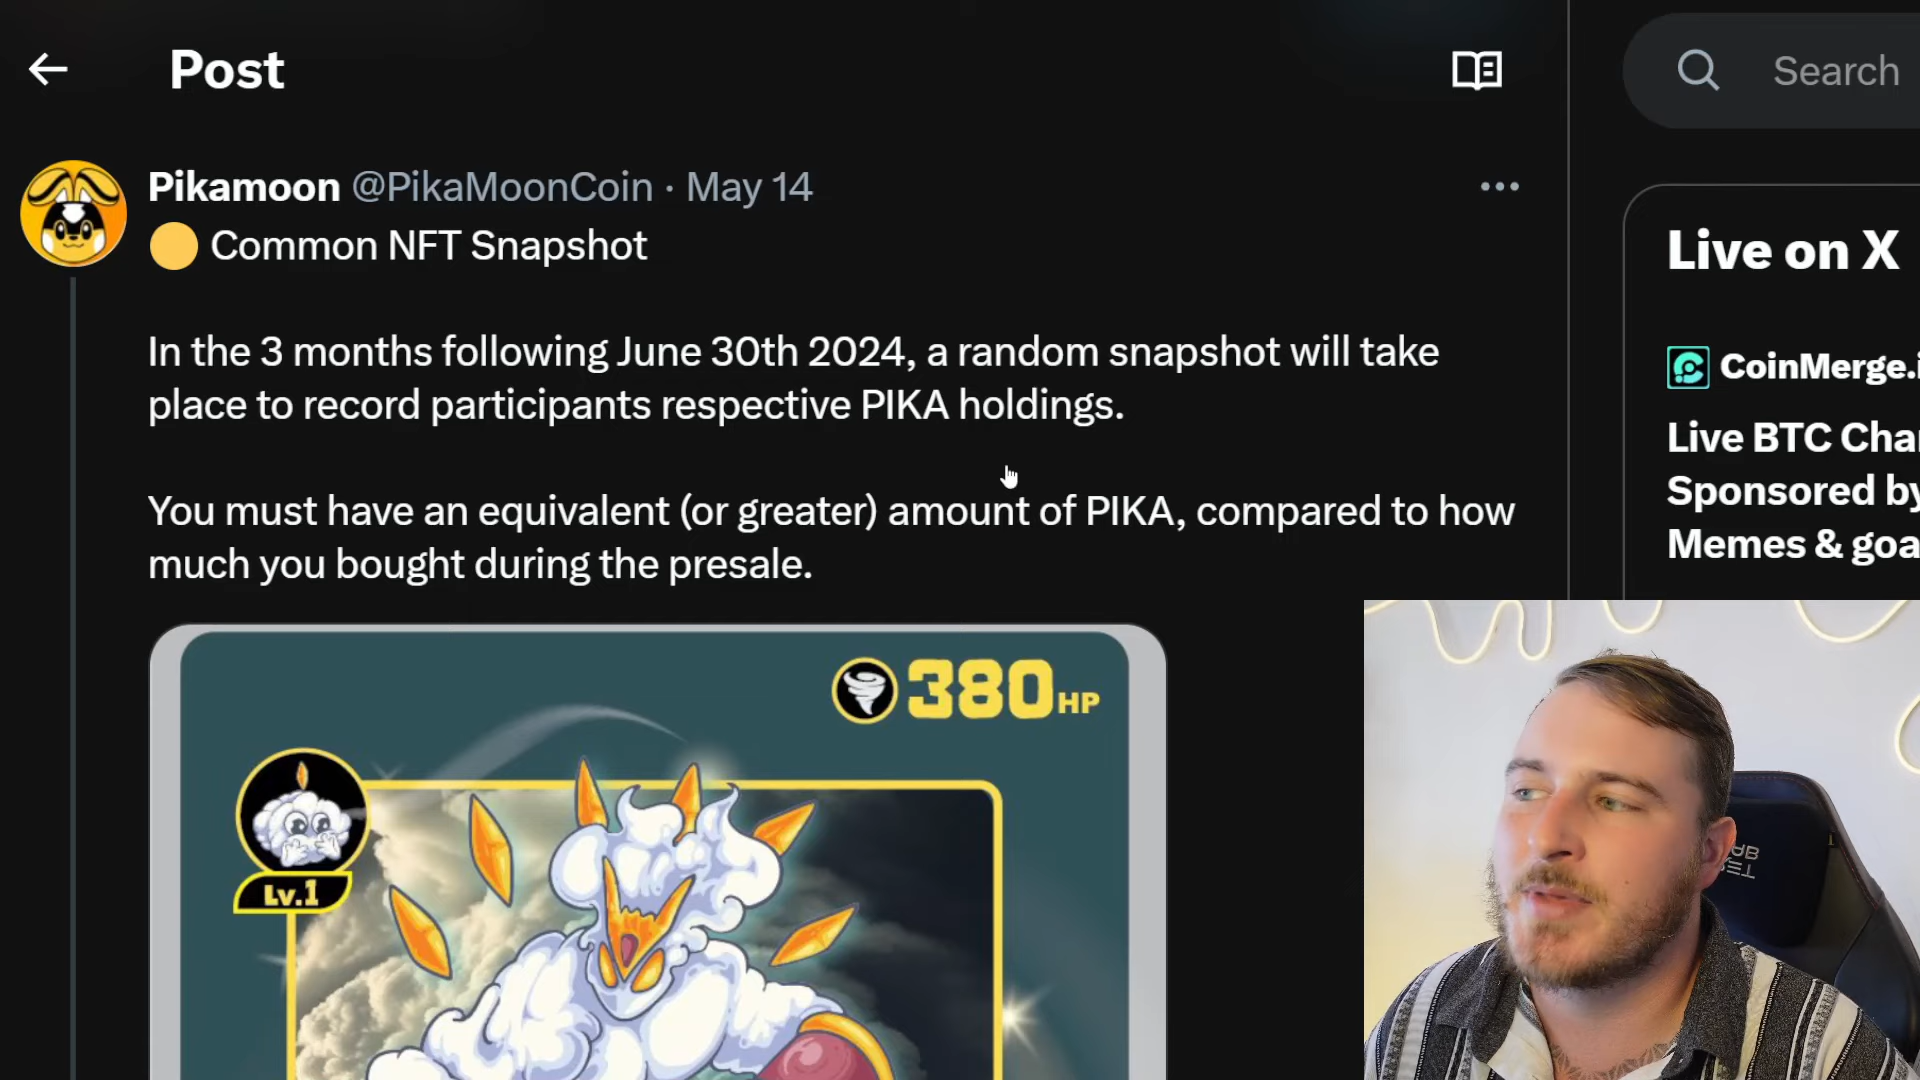 Post
Search
Pikamoon @PikaMoonCoin · May 14
Common NFT Snapshot
In the 3 months following June 30th 2024, a random snapshot will take
place to record participants respective PIKA holdings.
You must have an equivalent (or greater) amount of PIKA, compared to how
much you bought during the presale.
380 HP
Lv.1
Live on X
CoinMerge.i
Live BTC Char
Sponsored by
Memes & goa